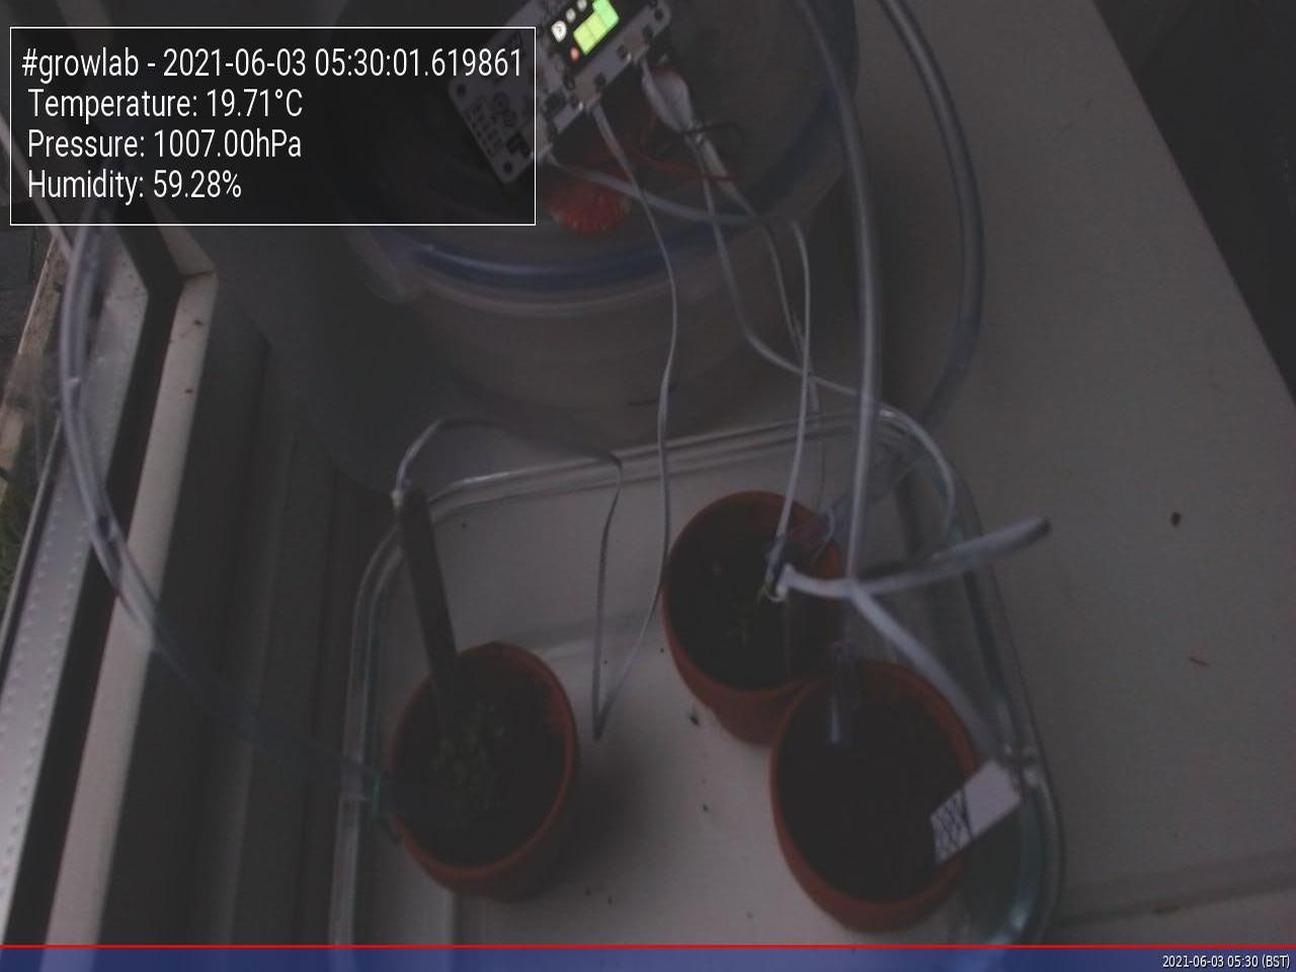 #growlab - 2021-06-03 05:30:01.619861
Temperature: 19.71°C
Pressure: 1007.00hPa
Humidity: 59.28%
2021-06-03 05:30 (BST)